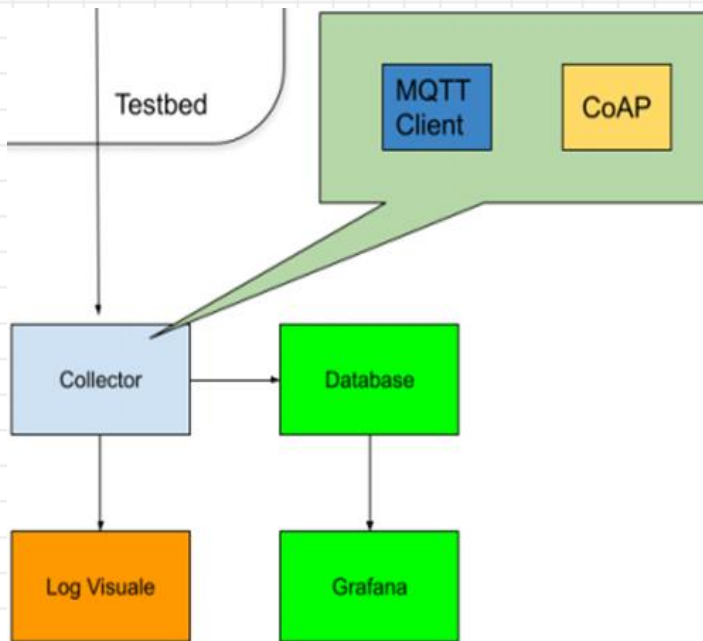 Testbed
MQTT
Client
CoAP
Collector
Database
Log Visuale
Grafana